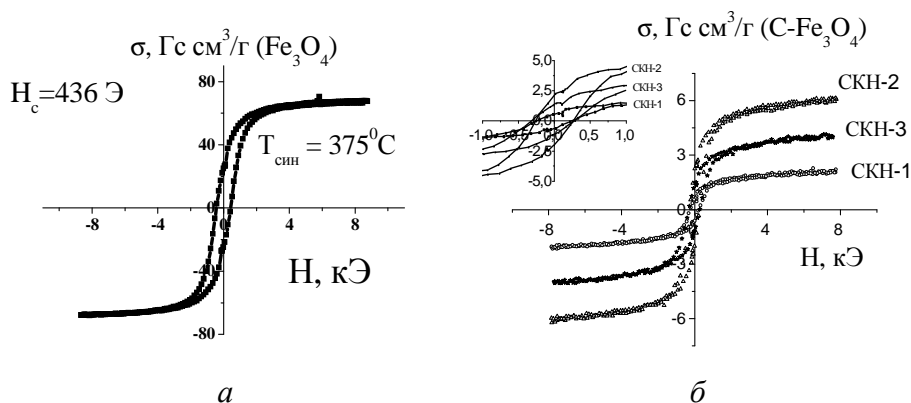 σ, Гс см³/г (Fe₃O₄)
80
H_c=436 Э
40
T_син = 375⁰C
0
-8 -4 0 4 8
-40
H, кЭ
-80
а
σ, Гс см³/г (C-Fe₃O₄)
5,0
СКН-2
2,5
СКН-3
СКН-1
-1,0 -0,5 0,0 0,5 1,0
-2,5
-5,0
6
СКН-2
СКН-3
3
СКН-1
0
-8 -4 4 8
-3
H, кЭ
-6
б